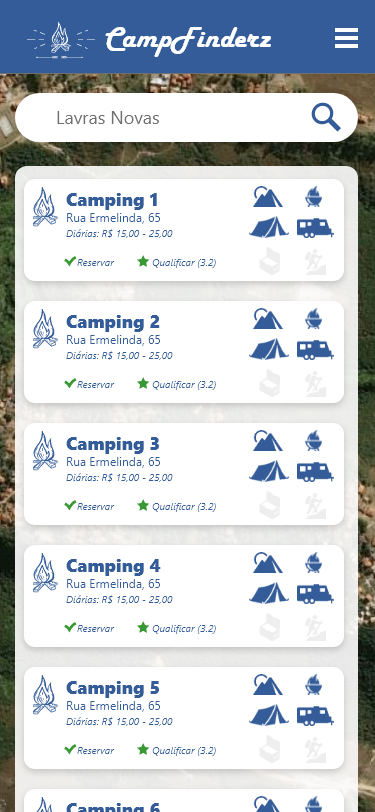 CampFinderz
Lavras Novas
Camping 1
Rua Ermelinda, 65
Diárias: R$ 15,00 - 25,00
Reservar
Qualificar (3.2)
Camping 2
Rua Ermelinda, 65
Diárias: R$ 15,00 - 25,00
Reservar
Qualificar (3.2)
Camping 3
Rua Ermelinda, 65
Diárias: R$ 15,00 - 25,00
Reservar
Qualificar (3.2)
Camping 4
Rua Ermelinda, 65
Diárias: R$ 15,00 - 25,00
Reservar
Qualificar (3.2)
Camping 5
Rua Ermelinda, 65
Diárias: R$ 15,00 - 25,00
Reservar
Qualificar (3.2)
Camping 6